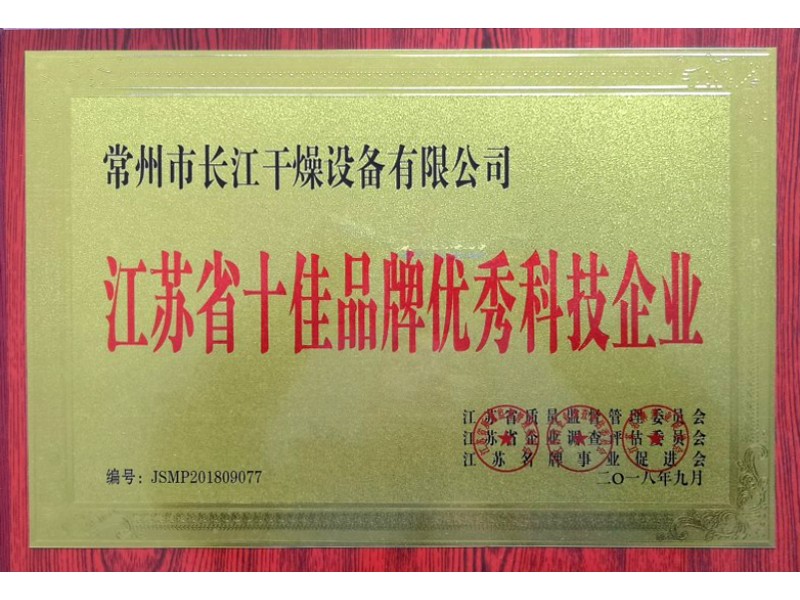 常州市长江干燥设备有限公司
江苏省十佳品牌优秀科技企业
江苏省质量监督管理委员会
江苏省企业调查评估委员会
江苏名牌事业促进会
编号：JSMP201809077
二〇一八年九月